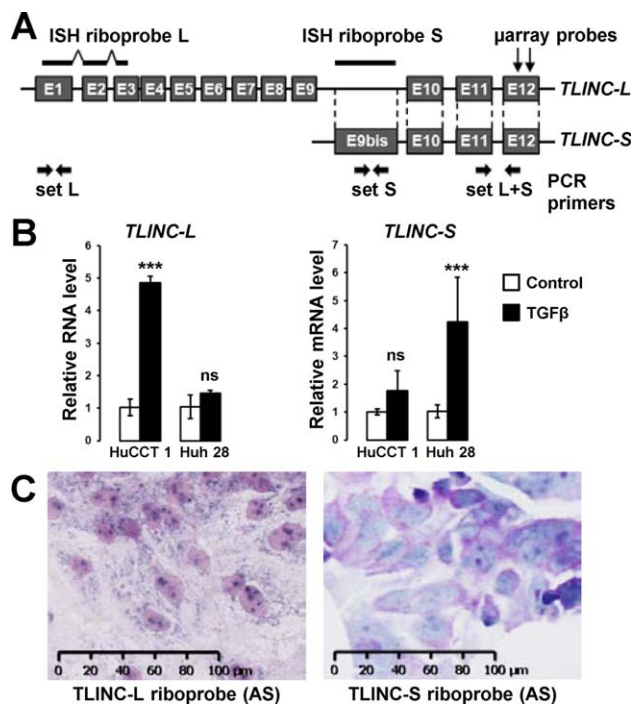 A
ISH riboprobe L
ISH riboprobe S
μarray probes
E1 E2 E3 E4 E5 E6 E7 E8 E9 E10 E11 E12 TLINC-L
E9bis E10 E11 E12 TLINC-S
set L set S set L+S PCR primers
B
TLINC-L
Relative RNA level
6
5
4
3
2
1
0
***
ns
HuCCT 1 Huh 28
TLINC-S
Relative mRNA level
7
6
5
4
3
2
1
0
ns
***
HuCCT 1 Huh 28
Control
TGFβ
C
0 20 40 60 80 100 μm
TLINC-L riboprobe (AS)
0 20 40 60 80 100 μm
TLINC-S riboprobe (AS)